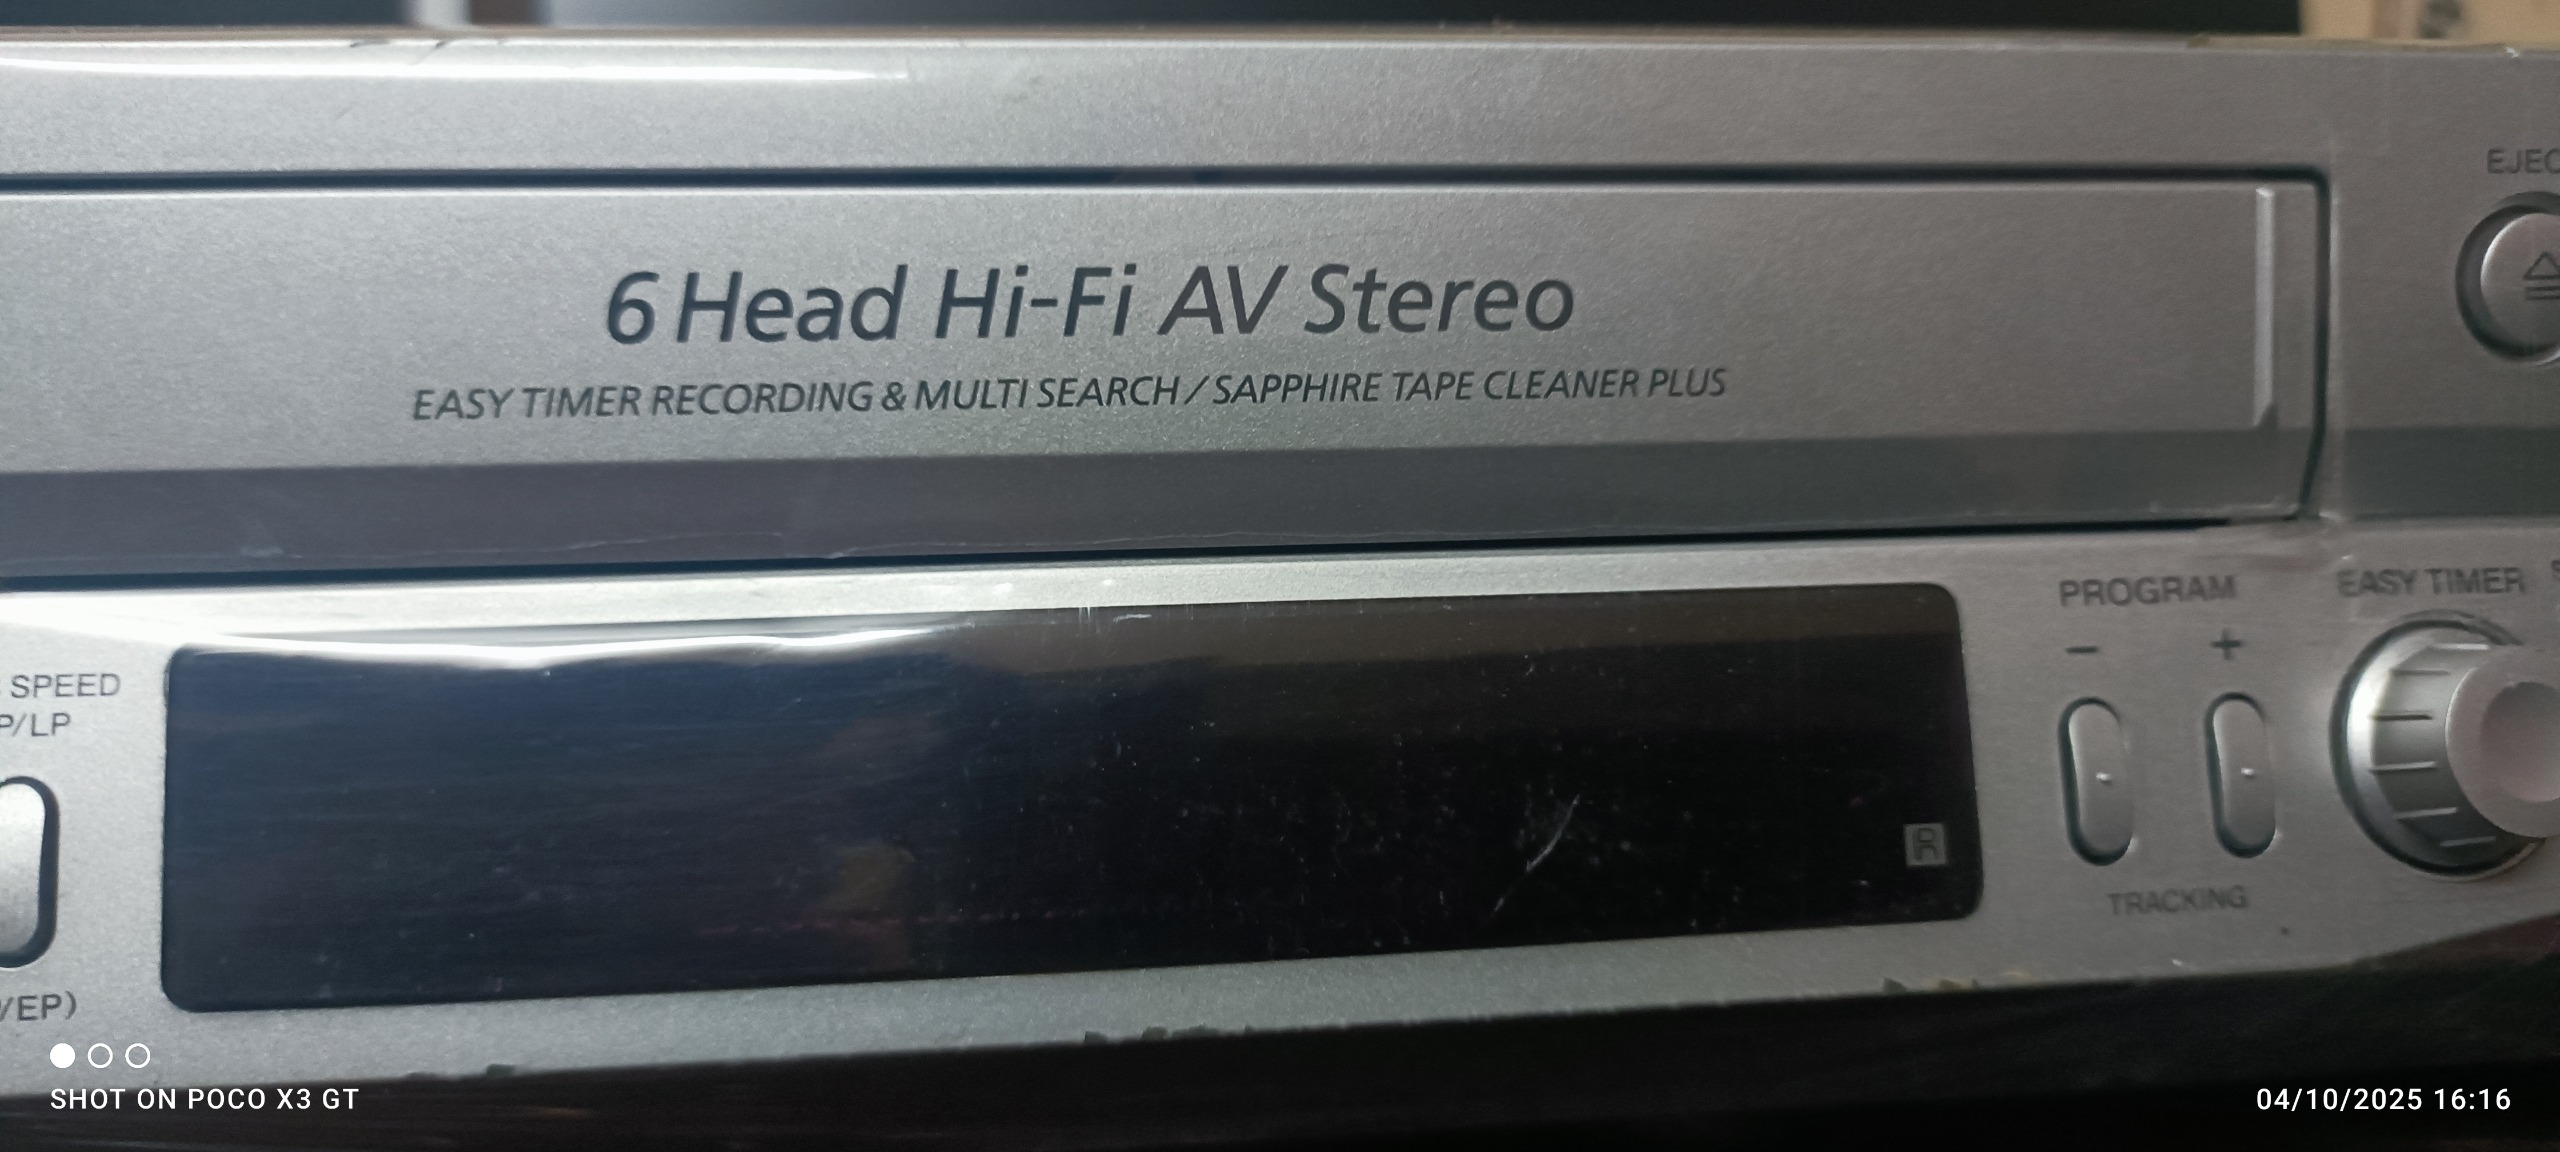 EJEC
6 Head Hi-Fi AV Stereo
EASY TIMER RECORDING & MULTI SEARCH / SAPPHIRE TAPE CLEANER PLUS
PROGRAM
EASY TIMER
- +
SPEED
P/LP
R
TRACKING
/EP)
SHOT ON POCO X3 GT
04/10/2025 16:16